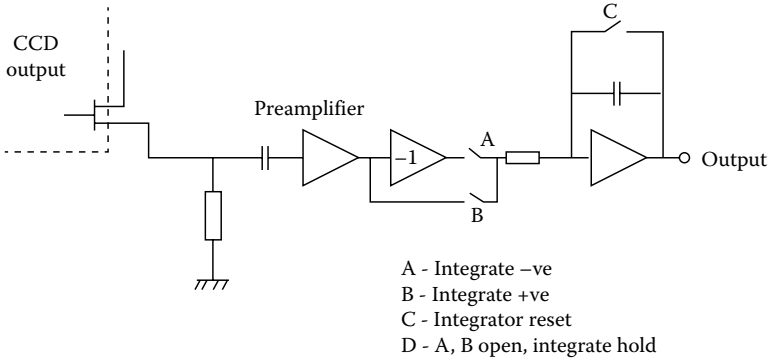 C
CCD
output
Preamplifier
−1
A
B
Output
A - Integrate −ve
B - Integrate +ve
C - Integrator reset
D - A, B open, integrate hold